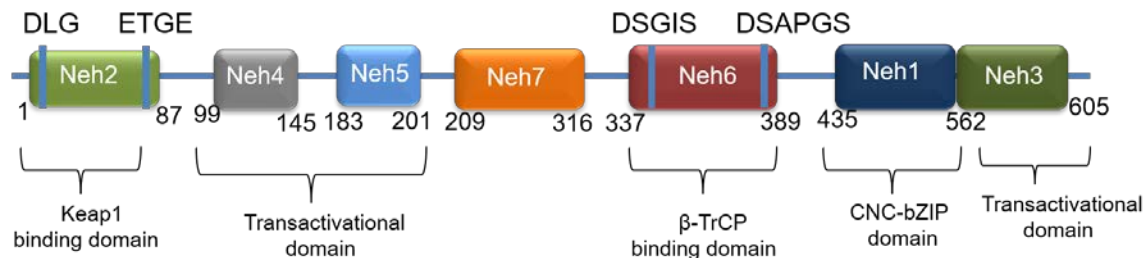 DLG ETGE DSGIS DSAPGS
Neh2 Neh4 Neh5 Neh7 Neh6 Neh1 Neh3
1 87 99 145 183 201 209 316 337 389 435 562 605
Keap1
binding domain
Transactivational
domain
β-TrCP
binding domain
CNC-bZIP
domain
Transactivational
domain